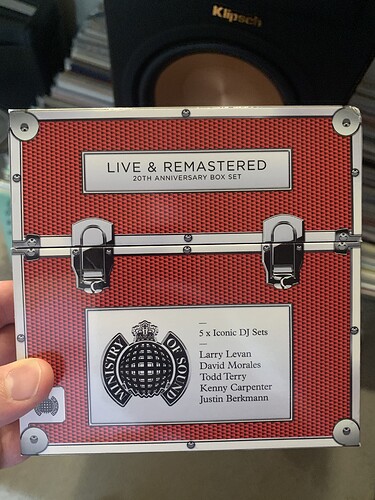 Klipsch
LIVE & REMASTERED
20TH ANNIVERSARY BOX SET
MINISTRY OF SOUND
5 x Iconic DJ Sets
Larry Levan
David Morales
Todd Terry
Kenny Carpenter
Justin Berkmann